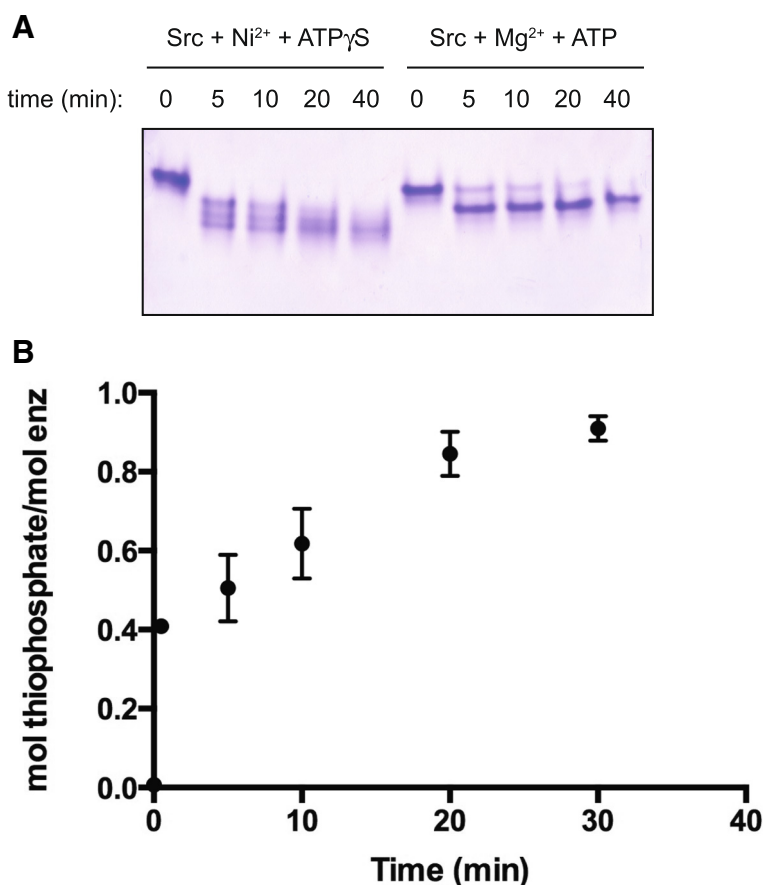 A
Src + Ni²⁺ + ATPγS Src + Mg²⁺ + ATP
time (min): 0 5 10 20 40 0 5 10 20 40
B
mol thiophosphate/mol enz
1.0
0.8
0.6
0.4
0.2
0.0
0 10 20 30 40
Time (min)